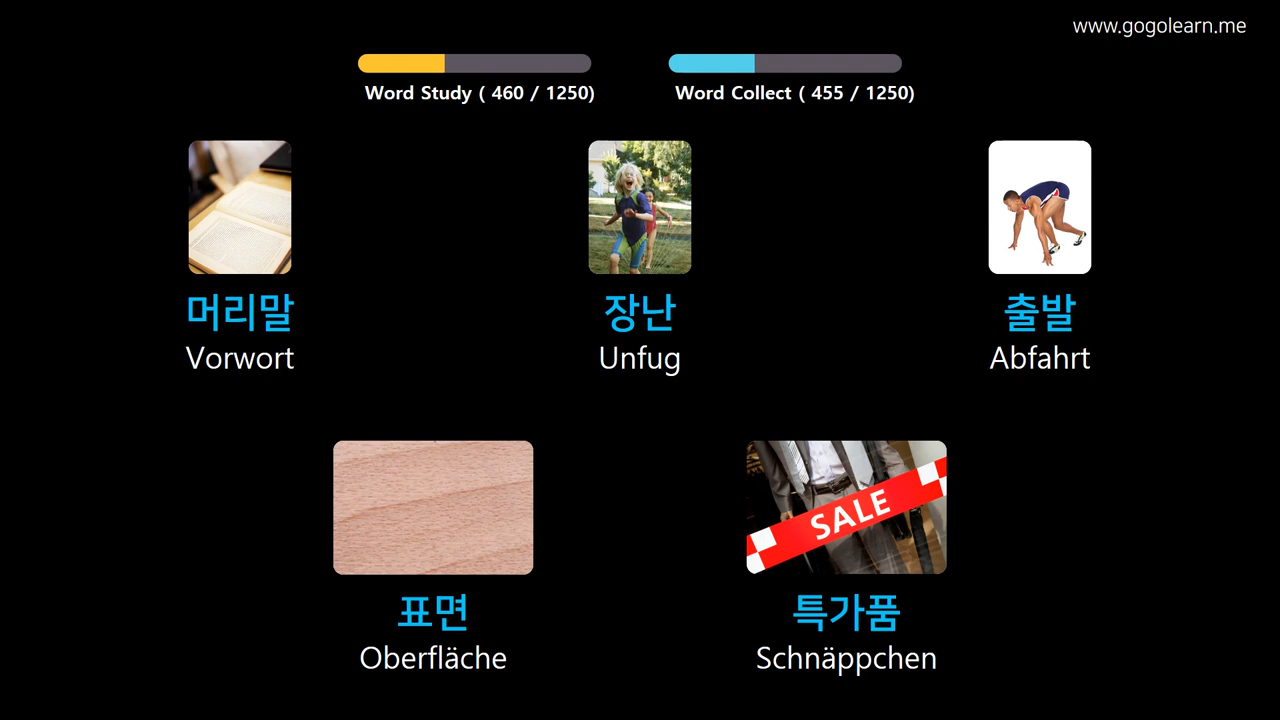 www.gogolearn.me
Word Study ( 460 / 1250)
Word Collect ( 455 / 1250)
머리말
Vorwort
장난
Unfug
출발
Abfahrt
표면
Oberfläche
SALE
특가품
Schnäppchen